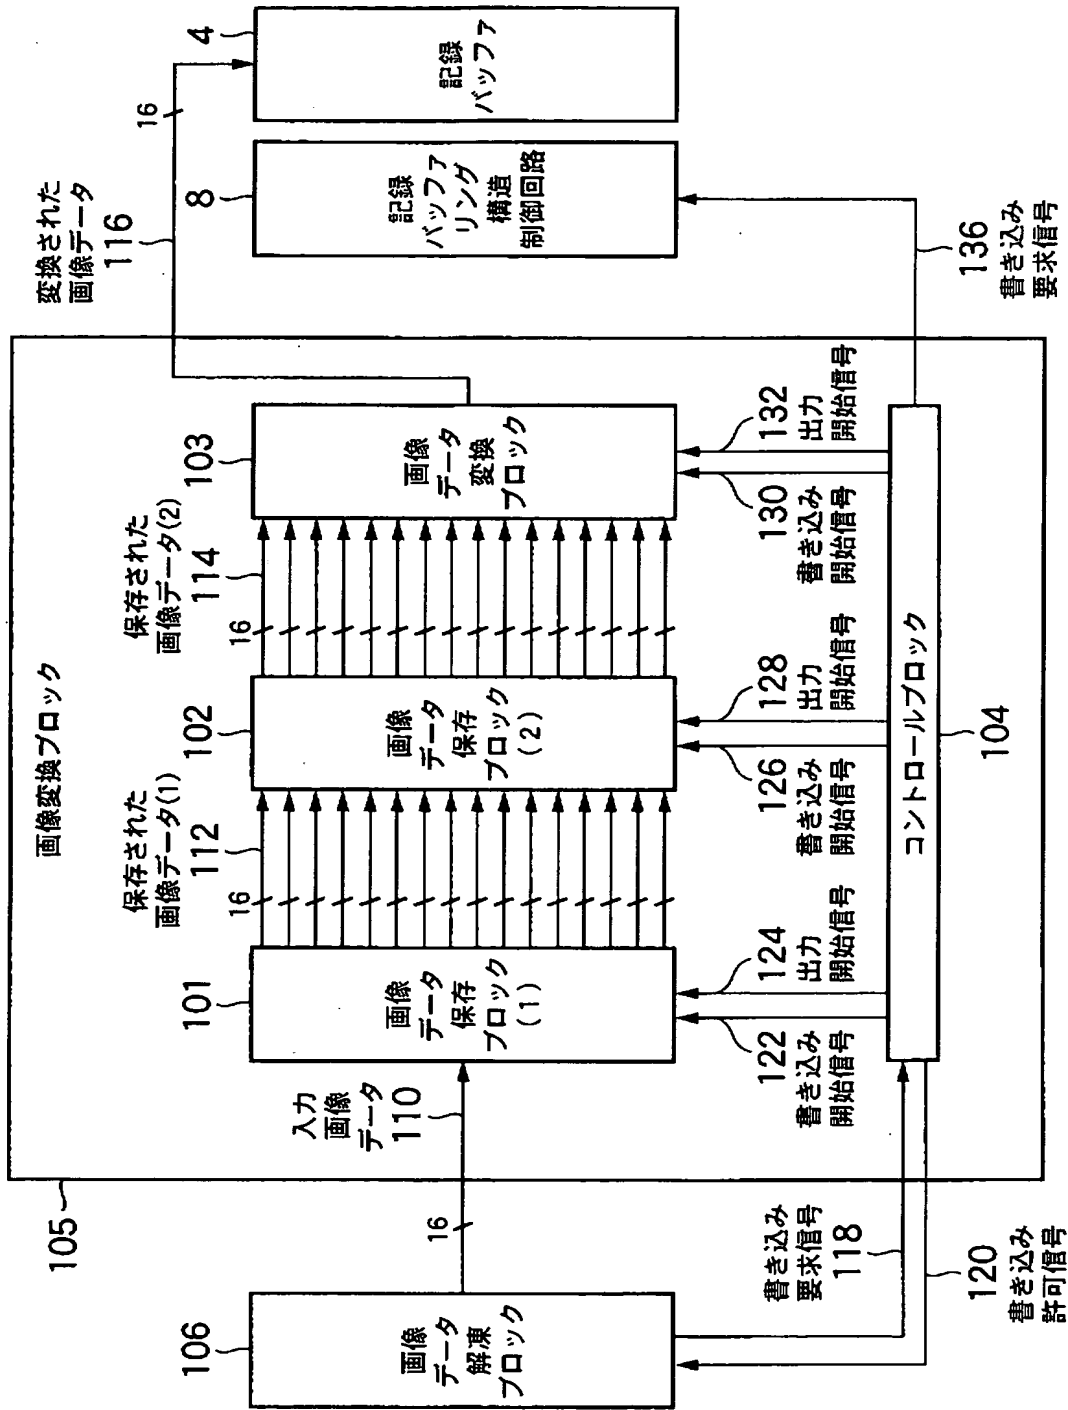 画像変換ブロック
105
106
画像
データ
解凍
ブロック
16
入力
画像
データ
110
書き込み
要求信号
118
120
書き込み
許可信号
101
画像
データ
保存
ブロック
(1)
保存された
画像データ(1)
112
16
122
書き込み
開始信号
124
出力
開始信号
102
画像
データ
保存
ブロック
(2)
保存された
画像データ(2)
114
16
126
書き込み
開始信号
128
出力
開始信号
103
画像
データ
変換
ブロック
130
書き込み
開始信号
132
出力
開始信号
コントロールブロック
104
変換された
画像データ
116
16
8
記録
バッファ
リング
構造
制御回路
4
記録
バッファ
136
書き込み
要求信号